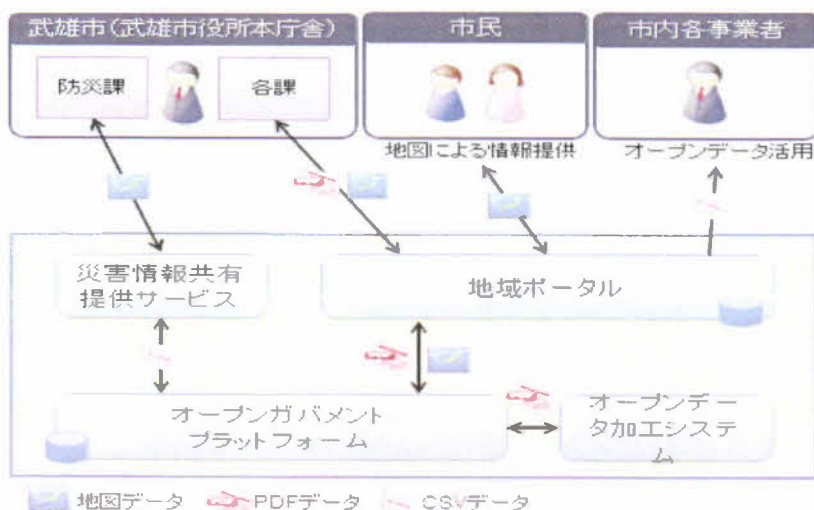 武雄市(武雄市役所本庁舎)
市民
市内各事業者
防災課
各課
地図による情報提供
オープンデータ活用
災害情報共有
提供サービス
地域ポータル
オープンガバメント
プラットフォーム
オープンデー
タ加工システ
ム
地図データ
PDFデータ
CSVデータ